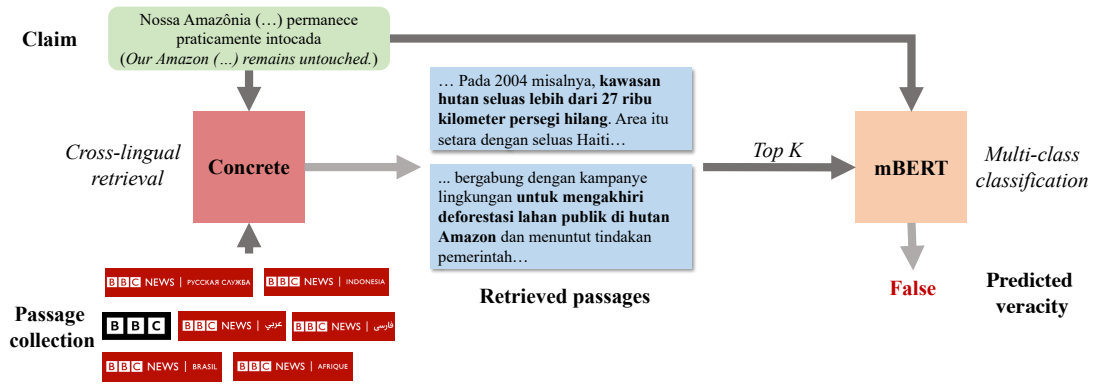 Claim
Nossa Amazônia (…) permanece
praticamente intocada
(Our Amazon (…) remains untouched.)
Cross-lingual
retrieval
Concrete
… Pada 2004 misalnya, kawasan
hutan seluas lebih dari 27 ribu
kilometer persegi hilang. Area itu
setara dengan seluas Haiti…
... bergabung dengan kampanye
lingkungan untuk mengakhiri
deforestasi lahan publik di hutan
Amazon dan menuntut tindakan
pemerintah…
Retrieved passages
Top K
mBERT
Multi-class
classification
False
Predicted
veracity
Passage
collection
BBC NEWS | РУССКАЯ СЛУЖБА
BBC NEWS | INDONESIA
BBC
BBC NEWS | عربي
BBC NEWS | فارسی
BBC NEWS | BRASIL
BBC NEWS | AFRIQUE